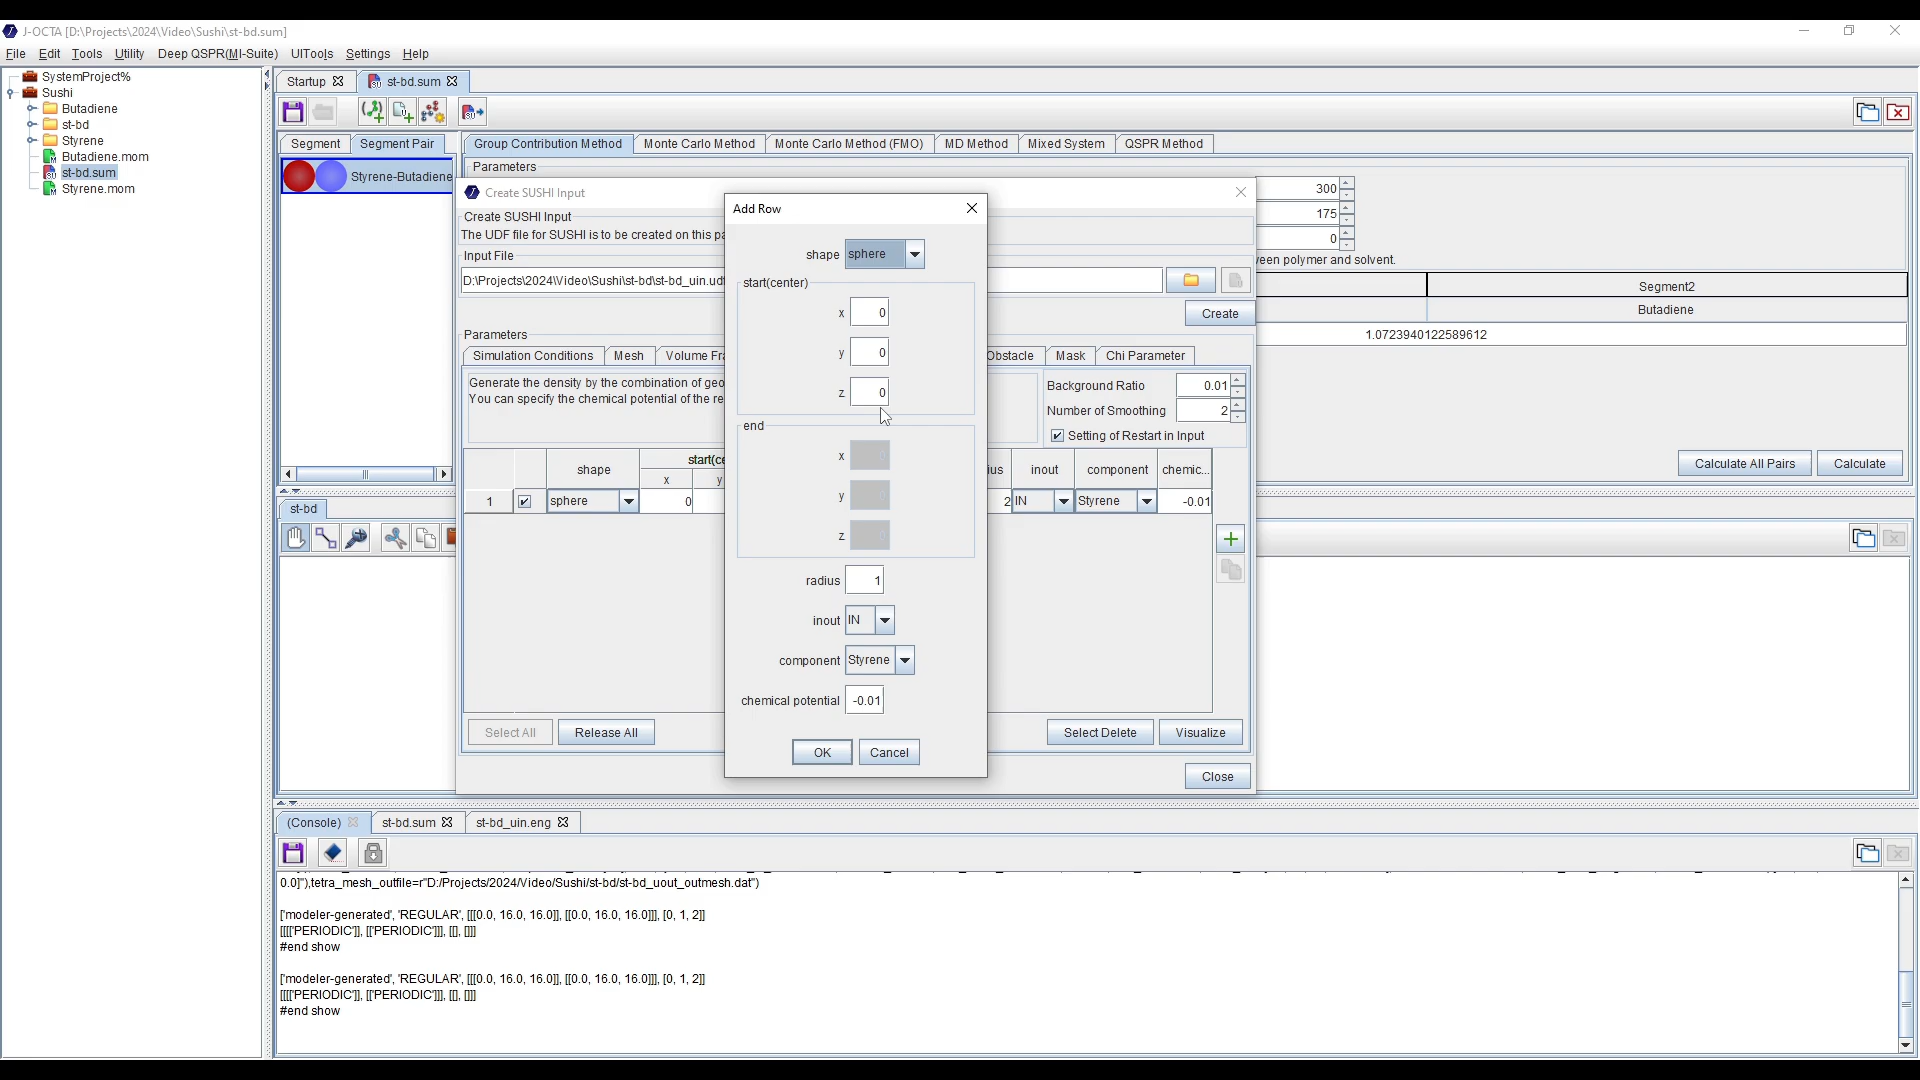 J-OCTA [D:\Projects\2024\Video\Sushi\st-bd.sum]
File Edit Tools Utility Deep QSPR(MI-Suite) UITools Settings Help
SystemProject%
Sushi
Butadiene
st-bd
Styrene
Butadiene.mom
st-bd.sum
Styrene.mom
Startup st-bd.sum
Segment Segment Pair
Styrene-Butadiene
Group Contribution Method Monte Carlo Method Monte Carlo Method (FMO) MD Method Mixed System QSPR Method
Parameters
300
175
0
polymer and solvent.
Segment2
Butadiene
1.0723940122589612
Calculate All Pairs Calculate
Create SUSHI Input
Create SUSHI Input
The UDF file for SUSHI is to be created on this
Input File
D:\Projects\2024\Video\Sushi\st-bd\st-bd_uin.ud
Create
Parameters
Simulation Conditions Mesh Volume Obstacle Mask Chi Parameter
Generate the density by the combination of
You can specify the chemical potential of the
Background Ratio 0.01
Number of Smoothing 2
Setting of Restart in Input
shape start(ce inout component chemic...
x y
1 sphere 0 2 IN Styrene -0.01
Select All Release All Select Delete Visualize
Close
Add Row
shape sphere
start(center)
x 0
y 0
z 0
end
x
y
z
radius 1
inout IN
component Styrene
chemical potential -0.01
OK Cancel
st-bd
(Console) st-bd.sum st-bd_uin.eng
0.0]"),tetra_mesh_outfile=r"D:/Projects/2024/Video/Sushi/st-bd/st-bd_uout_outmesh.dat")
['modeler-generated', 'REGULAR', [[[0.0, 16.0, 16.0]], [[0.0, 16.0, 16.0]]], [0, 1, 2]]
[[[['PERIODIC']], [['PERIODIC']]], [[], []]]
#end show
['modeler-generated', 'REGULAR', [[[0.0, 16.0, 16.0]], [[0.0, 16.0, 16.0]]], [0, 1, 2]]
[[[['PERIODIC']], [['PERIODIC']]], [[], []]]
#end show